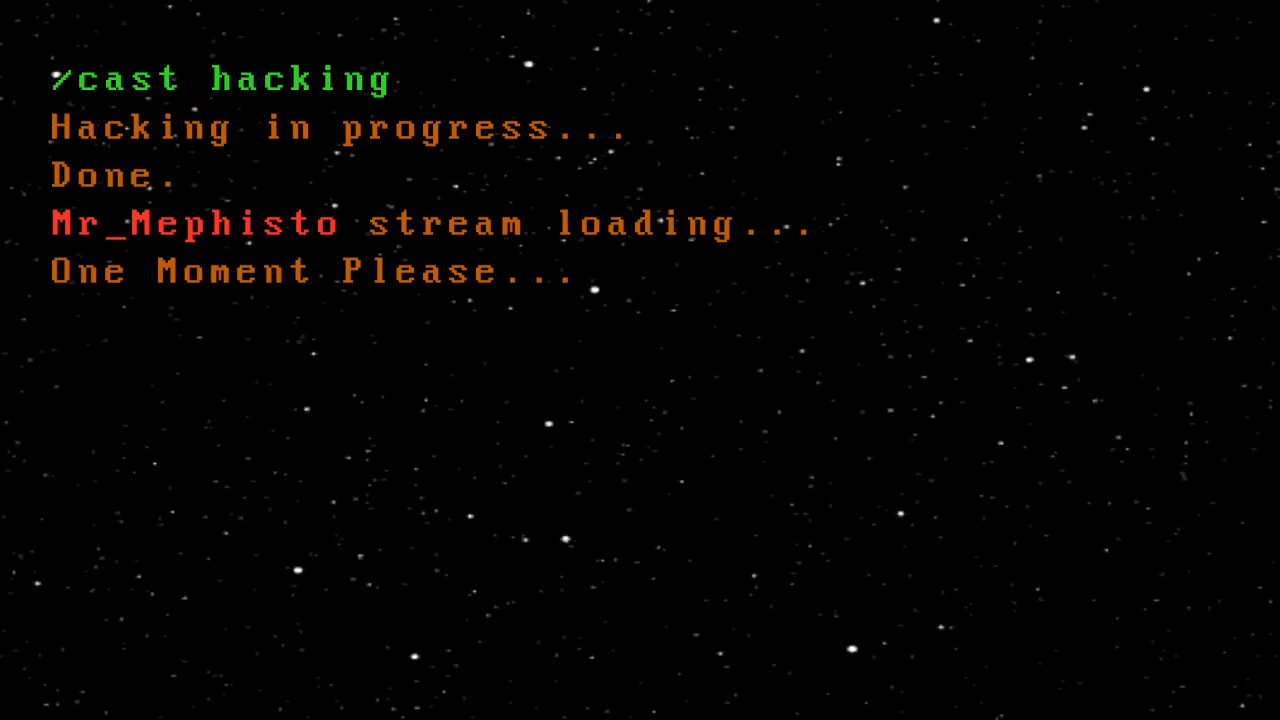 /cast hacking
Hacking in progress...
Done.
Mr_Mephisto stream loading...
One Moment Please...